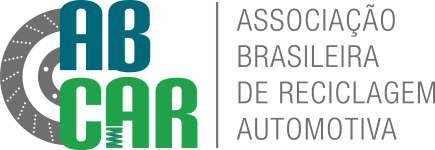 AB
CAR
ASSOCIAÇÃO
BRASILEIRA
DE RECICLAGEM
AUTOMOTIVA